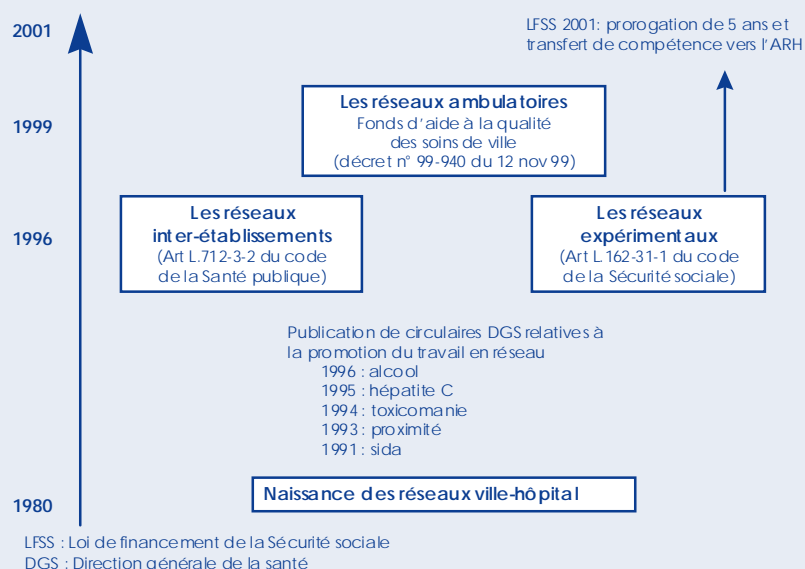 2001
LFSS 2001: prorogation de 5 ans et
transfert de compétence vers l'ARH
1999
Les réseaux ambulatoires
Fonds d'aide à la qualité
des soins de ville
(décret n° 99-940 du 12 nov 99)
1996
Les réseaux
inter-établissements
(Art L.712-3-2 du code
de la Santé publique)
Les réseaux
expérimentaux
(Art L.162-31-1 du code
de la Sécurité sociale)
Publication de circulaires DGS relatives à
la promotion du travail en réseau
1996 : alcool
1995 : hépatite C
1994 : toxicomanie
1993 : proximité
1991 : sida
Naissance des réseaux ville-hôpital
1980
LFSS : Loi de financement de la Sécurité sociale
DGS : Direction générale de la santé